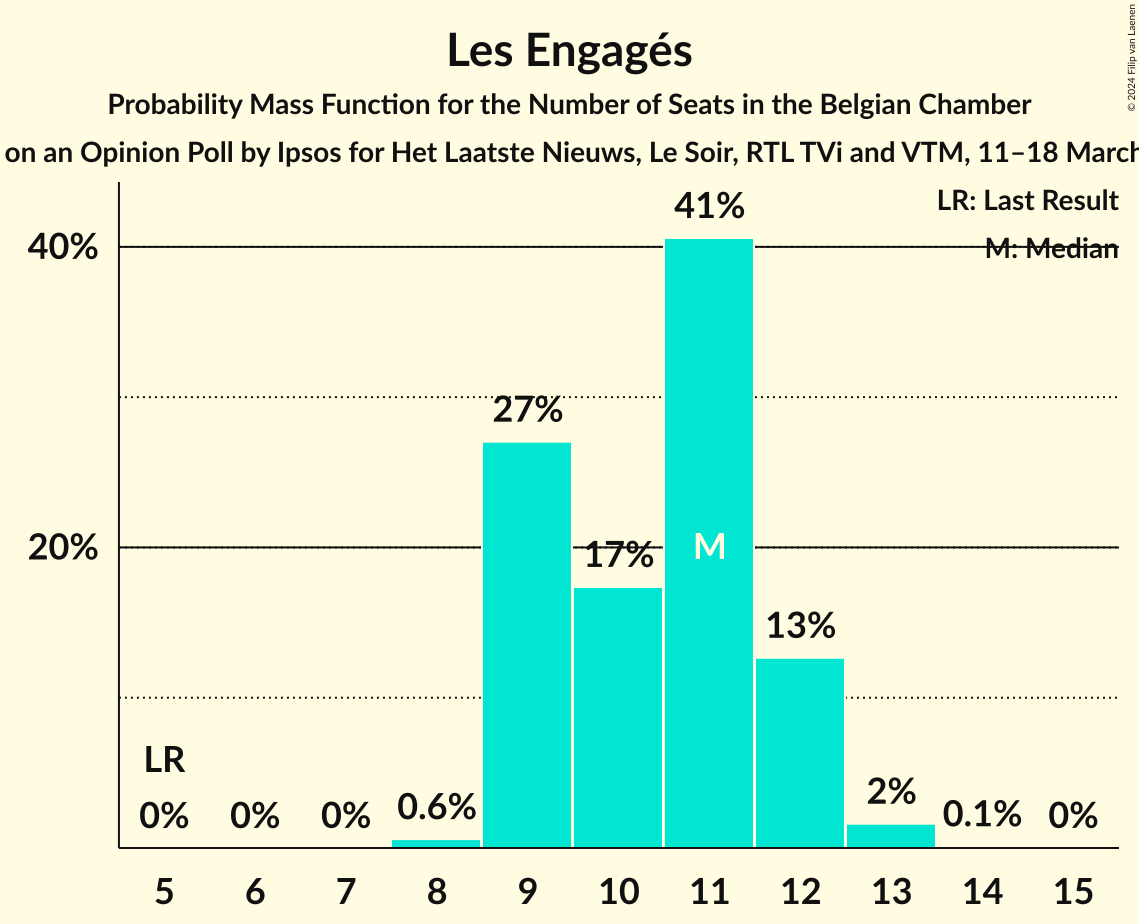 Les Engagés
Probability Mass Function for the Number of Seats in the Belgian Chamber
on an Opinion Poll by Ipsos for Het Laatste Nieuws, Le Soir, RTL TVi and VTM, 11–18 March
© 2024 Filip van Laenen
LR: Last Result
M: Median
40%
20%
LR
0%
0%
0%
0.6%
27%
17%
41%
M
13%
2%
0.1%
0%
5 6 7 8 9 10 11 12 13 14 15